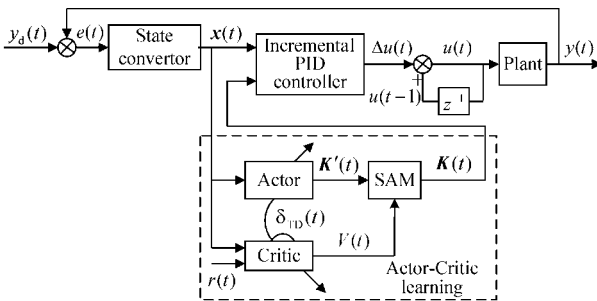 y_d(t)
e(t)
State
convertor
x(t)
Incremental
PID
controller
Δu(t)
u(t)
+
u(t−1)
z⁻¹
Plant
y(t)
Actor
K′(t)
SAM
K(t)
δ_TD(t)
Critic
V(t)
r(t)
Actor-Critic
learning